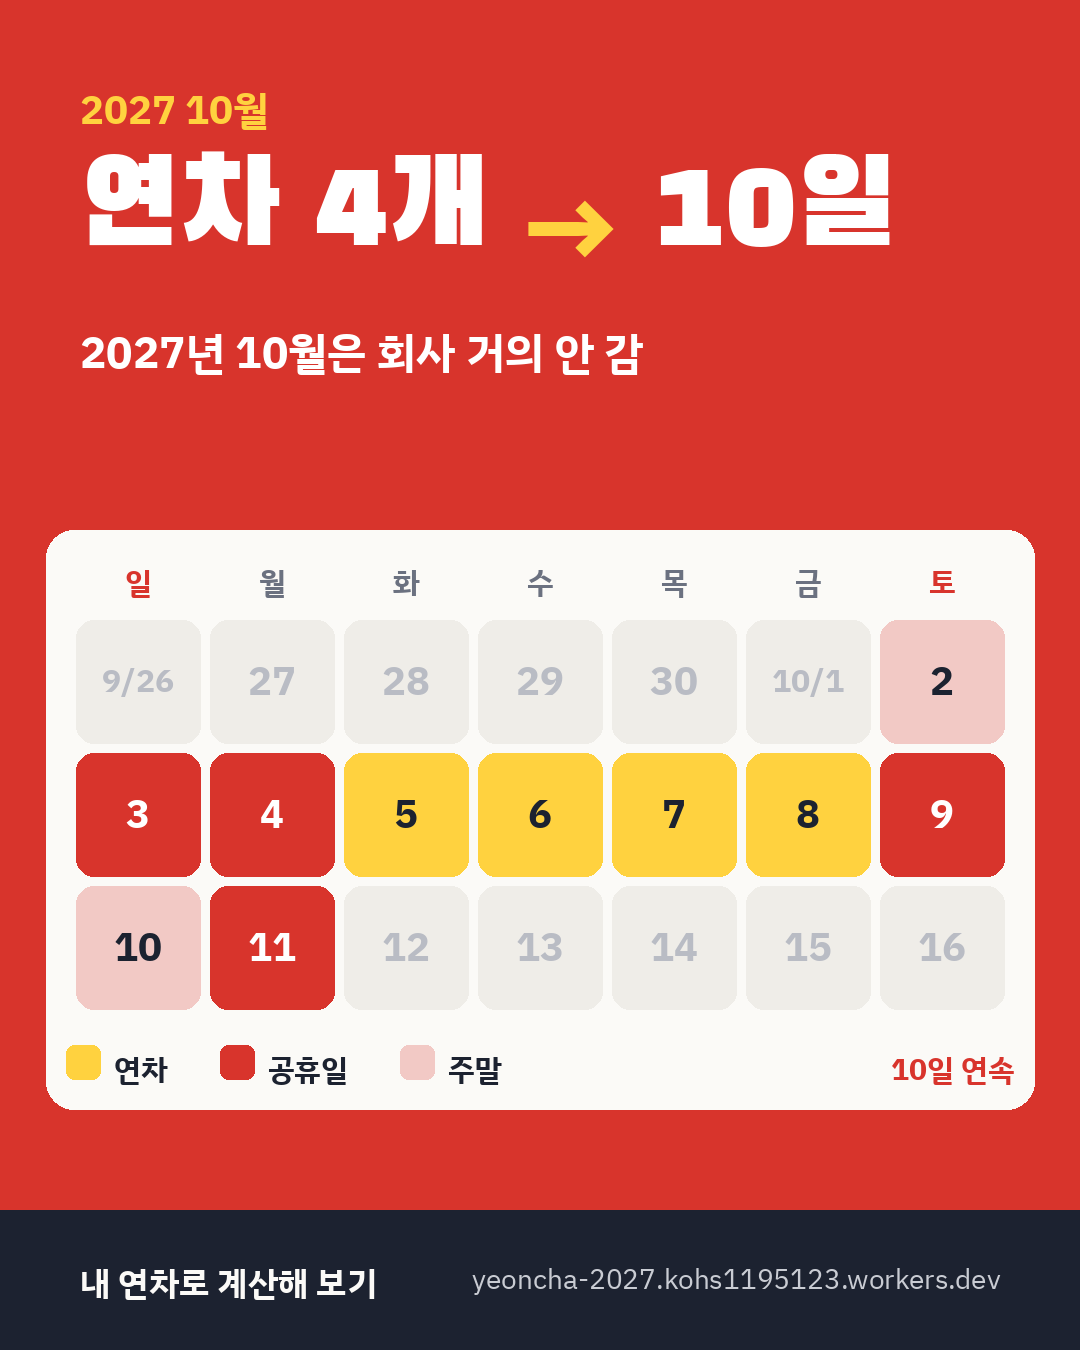 2027 10월
연차 4개 → 10일
2027년 10월은 회사 거의 안 감
일 월 화 수 목 금 토
9/26 27 28 29 30 10/1 2
3 4 5 6 7 8 9
10 11 12 13 14 15 16
연차 공휴일 주말 10일 연속
내 연차로 계산해 보기 yeoncha-2027.kohs1195123.workers.dev